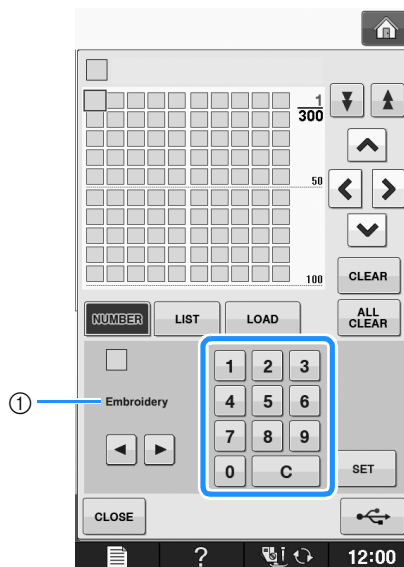 1
300
50
100
CLEAR
NUMBER LIST LOAD ALL CLEAR
1 2 3
① Embroidery
4 5 6
7 8 9
0 C
SET
CLOSE
? 12:00